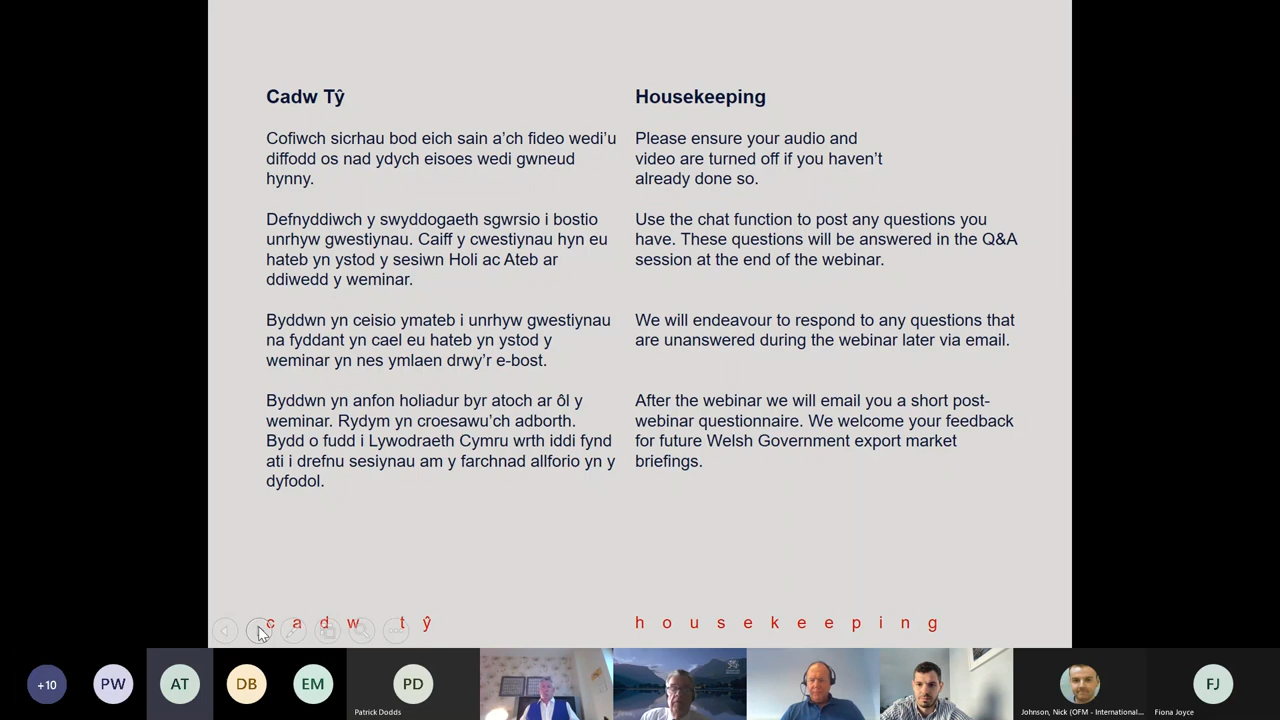 Cadw Tŷ
Cofiwch sicrhau bod eich sain a’ch fideo wedi’u
diffodd os nad ydych eisoes wedi gwneud
hynny.
Defnyddiwch y swyddogaeth sgwrsio i bostio
unrhyw gwestiynau. Caiff y cwestiynau hyn eu
hateb yn ystod y sesiwn Holi ac Ateb ar
ddiwedd y weminar.
Byddwn yn ceisio ymateb i unrhyw gwestiynau
na fyddant yn cael eu hateb yn ystod y
weminar yn nes ymlaen drwy’r e-bost.
Byddwn yn anfon holiadur byr atoch ar ôl y
weminar. Rydym yn croesawu’ch adborth.
Bydd o fudd i Lywodraeth Cymru wrth iddi fynd
ati i drefnu sesiynau am y farchnad allforio yn y
dyfodol.
cadw tŷ
Housekeeping
Please ensure your audio and
video are turned off if you haven’t
already done so.
Use the chat function to post any questions you
have. These questions will be answered in the Q&A
session at the end of the webinar.
We will endeavour to respond to any questions that
are unanswered during the webinar later via email.
After the webinar we will email you a short post-
webinar questionnaire. We welcome your feedback
for future Welsh Government export market
briefings.
housekeeping
+10
PW
AT
DB
EM
PD
Patrick Dodds
Johnson, Nick (OFM - International...
FJ
Fiona Joyce